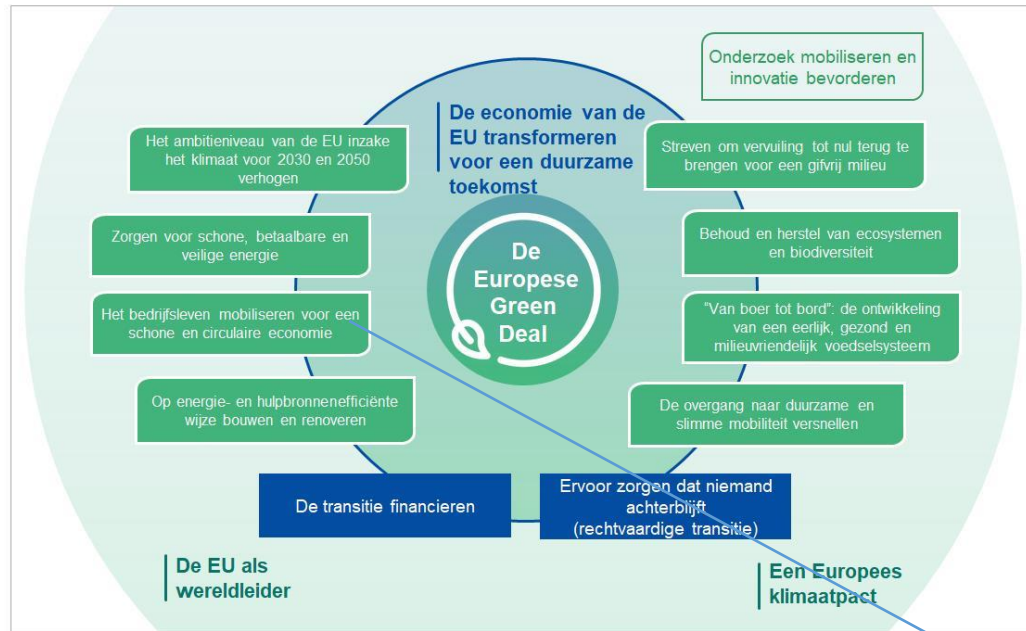 Onderzoek mobiliseren en
innovatie bevorderen
De economie van de
EU transformeren
voor een duurzame
toekomst
Het ambitieniveau van de EU inzake
het klimaat voor 2030 en 2050
verhogen
Zorgen voor schone, betaalbare en
veilige energie
Het bedrijfsleven mobiliseren voor een
schone en circulaire economie
Op energie- en hulpbronnenefficiënte
wijze bouwen en renoveren
De
Europese
Green
Deal
Streven om vervuiling tot nul terug te
brengen voor een gifvrij milieu
Behoud en herstel van ecosystemen
en biodiversiteit
"Van boer tot bord": de ontwikkeling
van een eerlijk, gezond en
milieuvriendelijk voedselsysteem
De overgang naar duurzame en
slimme mobiliteit versnellen
De transitie financieren
Ervoor zorgen dat niemand
achterblijft
(rechtvaardige transitie)
De EU als
wereldleider
Een Europees
klimaatpact